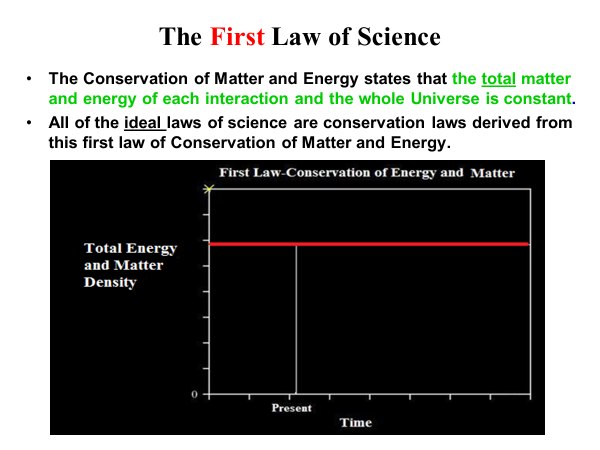 The First Law of Science
• The Conservation of Matter and Energy states that the total matter
and energy of each interaction and the whole Universe is constant.
• All of the ideal laws of science are conservation laws derived from
this first law of Conservation of Matter and Energy.
First Law-Conservation of Energy and Matter
Total Energy
and Matter
Density
0
Present
Time